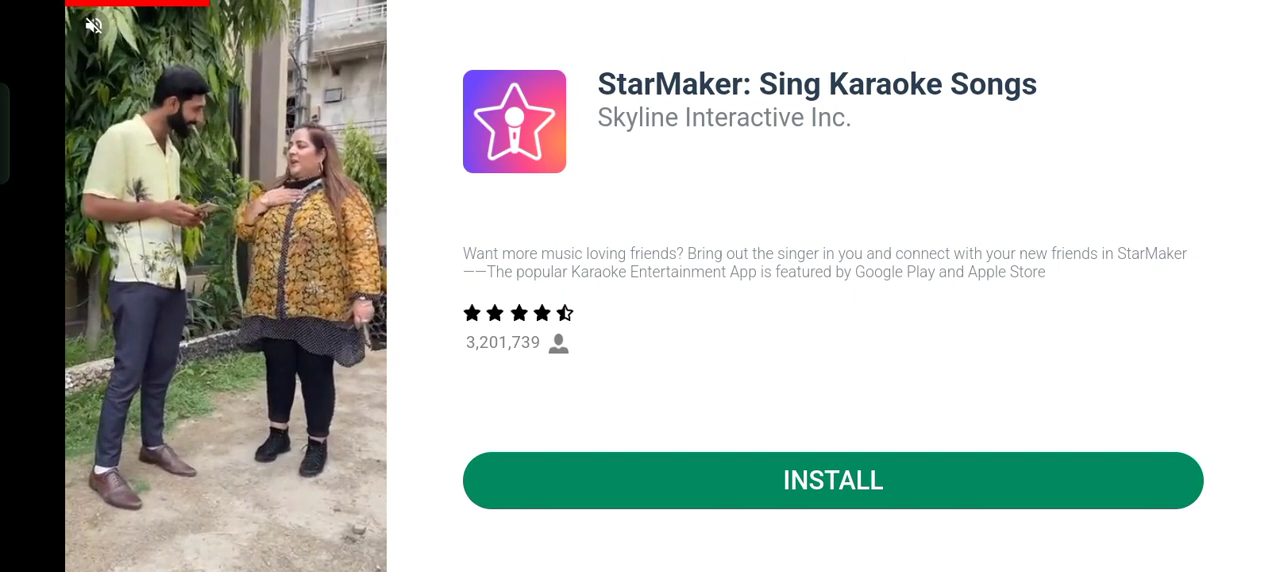 StarMaker: Sing Karaoke Songs
Skyline Interactive Inc.
Want more music loving friends? Bring out the singer in you and connect with your new friends in StarMaker
——The popular Karaoke Entertainment App is featured by Google Play and Apple Store
3,201,739
INSTALL